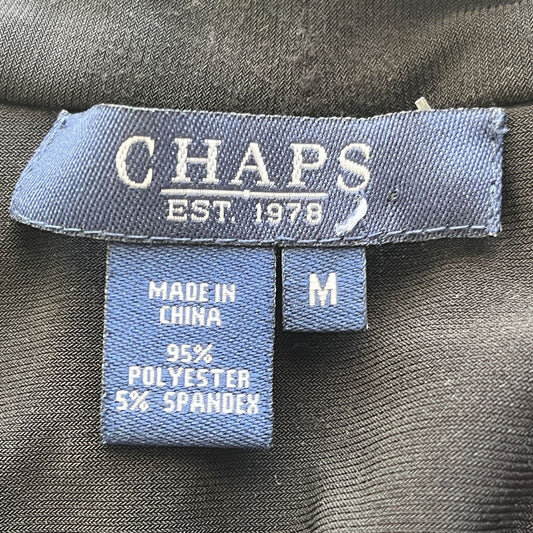 CHAPS
EST. 1978
MADE IN
CHINA
95%
POLYESTER
5% SPANDEX
M